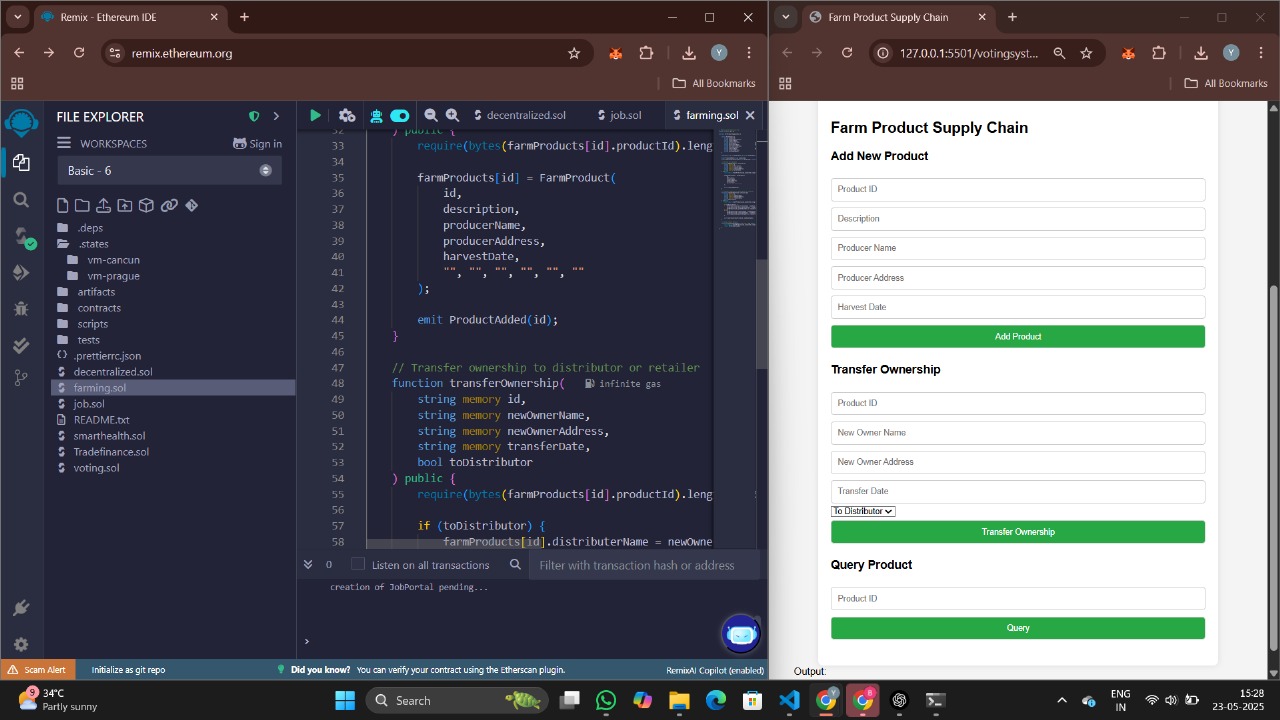 Remix - Ethereum IDE
remix.ethereum.org
All Bookmarks
FILE EXPLORER
WORKSPACES
Sign in
Basic - 6
.deps
.states
vm-cancun
vm-prague
artifacts
contracts
scripts
tests
.prettierrc.json
decentralized.sol
farming.sol
job.sol
README.txt
smarthealth.sol
Tradefinance.sol
voting.sol
decentralized.sol
job.sol
farming.sol
32 ) public {
33 require(bytes(farmProducts[id].productId).leng
34
35 farmProducts[id] = FarmProduct(
36 id,
37 description,
38 producerName,
39 producerAddress,
40 harvestDate,
41 "", "", "", "", "", ""
42 );
43
44 emit ProductAdded(id);
45 }
46
47 // Transfer ownership to distributor or retailer
48 function transferOwnership( infinite gas
49 string memory id,
50 string memory newOwnerName,
51 string memory newOwnerAddress,
52 string memory transferDate,
53 bool toDistributor
54 ) public {
55 require(bytes(farmProducts[id].productId).leng
56
57 if (toDistributor) {
58 farmProducts[id].distributerName = newOwne
0
Listen on all transactions
Filter with transaction hash or address
creation of JobPortal pending...
>
Scam Alert
Initialize as git repo
Did you know? You can verify your contract using the Etherscan plugin.
RemixAI Copilot (enabled)
Farm Product Supply Chain
127.0.0.1:5501/votingsyst...
Y
All Bookmarks
Farm Product Supply Chain
Add New Product
Product ID
Description
Producer Name
Producer Address
Harvest Date
Add Product
Transfer Ownership
Product ID
New Owner Name
New Owner Address
Transfer Date
To Distributor
Transfer Ownership
Query Product
Product ID
Query
Output:
9
34°C
Partly sunny
Search
ENG
IN
15:28
23-05-2025